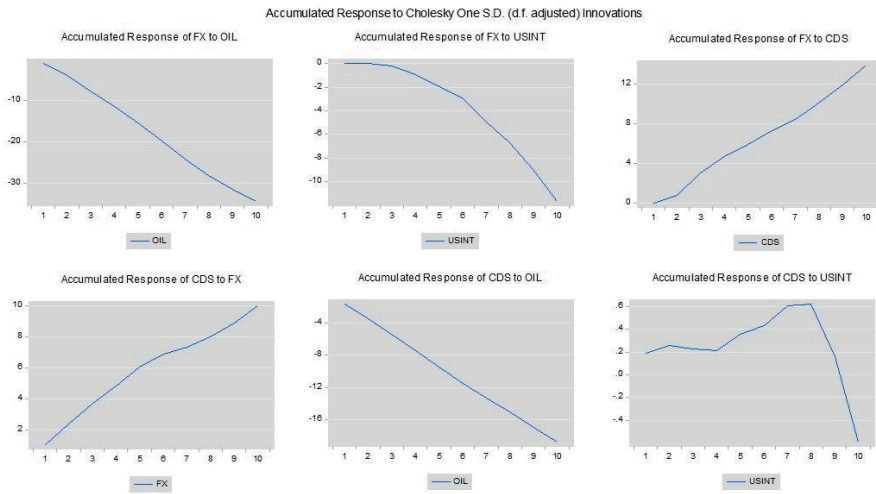 Accumulated Response to Cholesky One S.D. (d.f. adjusted) Innovations
Accumulated Response of FX to OIL
-10
-20
-30
1 2 3 4 5 6 7 8 9 10
OIL
Accumulated Response of FX to USINT
0
-2
-4
-6
-8
-10
1 2 3 4 5 6 7 8 9 10
USINT
Accumulated Response of FX to CDS
12
8
4
0
1 2 3 4 5 6 7 8 9 10
CDS
Accumulated Response of CDS to FX
10
8
6
4
2
1 2 3 4 5 6 7 8 9 10
FX
Accumulated Response of CDS to OIL
-4
-8
-12
-16
1 2 3 4 5 6 7 8 9 10
OIL
Accumulated Response of CDS to USINT
.6
.4
.2
.0
-.2
-.4
1 2 3 4 5 6 7 8 9 10
USINT